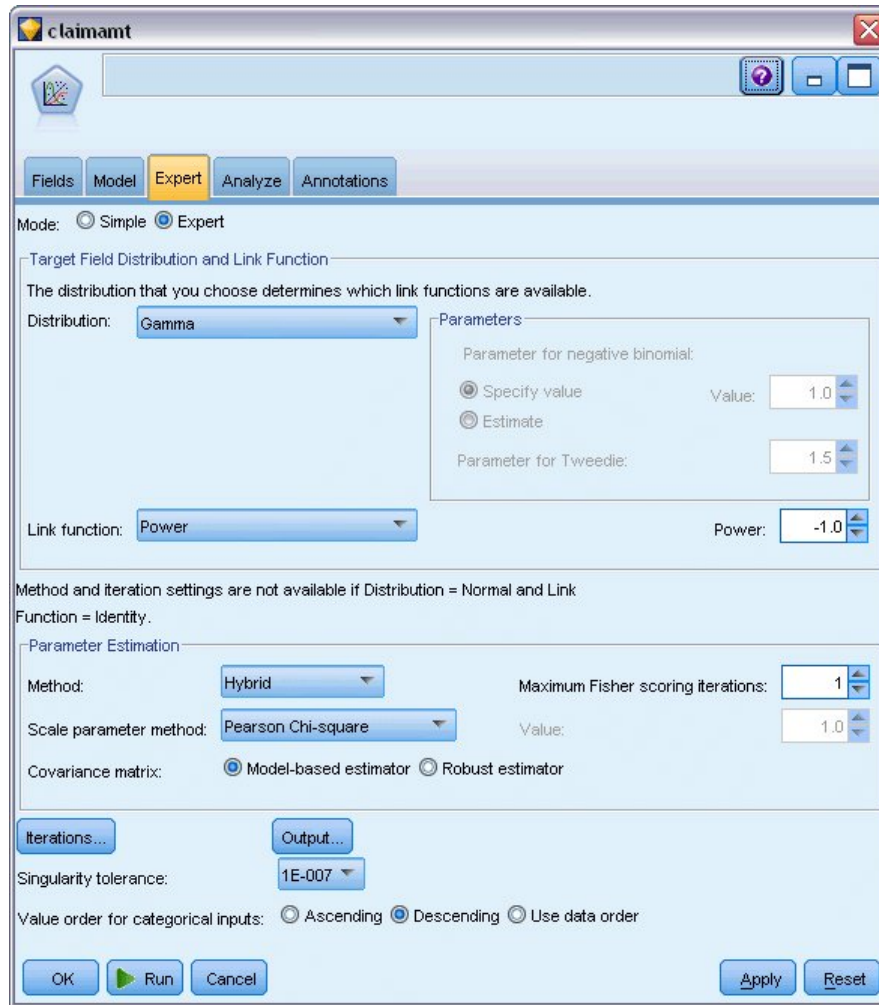 claimamt
Fields Model Expert Analyze Annotations
Mode: Simple Expert
Target Field Distribution and Link Function
The distribution that you choose determines which link functions are available.
Distribution: Gamma
Parameters
Parameter for negative binomial:
Specify value Value: 1.0
Estimate
Parameter for Tweedie: 1.5
Link function: Power Power: -1.0
Method and iteration settings are not available if Distribution = Normal and Link
Function = Identity.
Parameter Estimation
Method: Hybrid Maximum Fisher scoring iterations: 1
Scale parameter method: Pearson Chi-square Value: 1.0
Covariance matrix: Model-based estimator Robust estimator
Iterations... Output...
Singularity tolerance: 1E-007
Value order for categorical inputs: Ascending Descending Use data order
OK Run Cancel Apply Reset